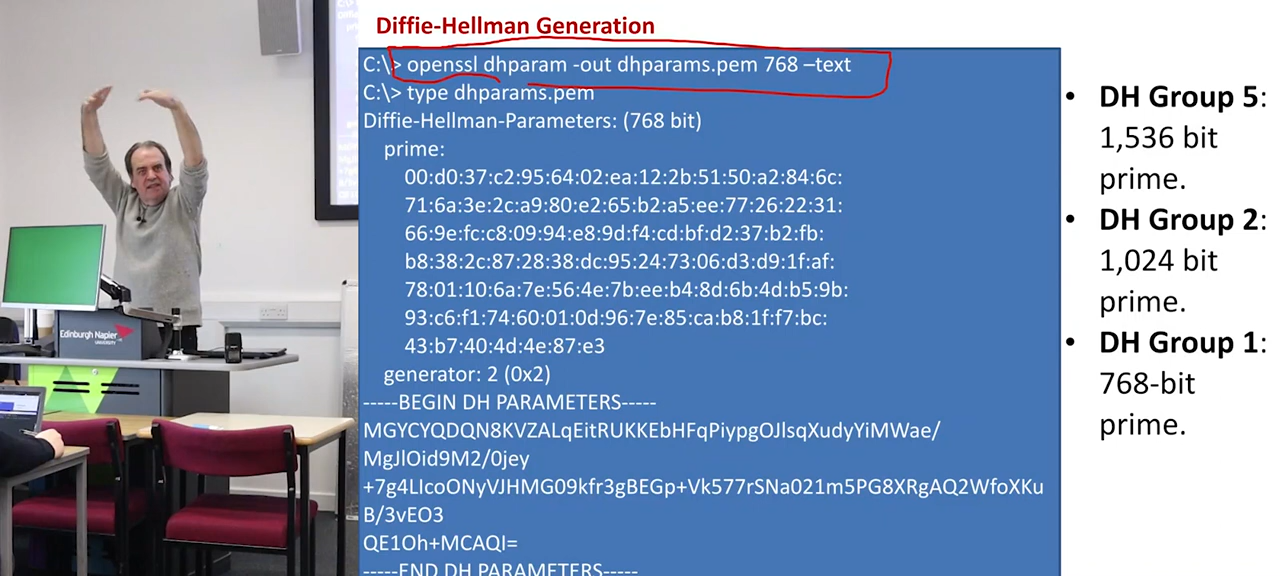 Diffie-Hellman Generation
C:\> openssl dhparam -out dhparams.pem 768 –text
C:\> type dhparams.pem
Diffie-Hellman-Parameters: (768 bit)
prime:
00:d0:37:c2:95:64:02:ea:12:2b:51:50:a2:84:6c:
71:6a:3e:2c:a9:80:e2:65:b2:a5:ee:77:26:22:31:
66:9e:fc:c8:09:94:e8:9d:f4:cd:bf:d2:37:b2:fb:
b8:38:2c:87:28:38:dc:95:24:73:06:d3:d9:1f:af:
78:01:10:6a:7e:56:4e:7b:ee:b4:8d:6b:4d:b5:9b:
93:c6:f1:74:60:01:0d:96:7e:85:ca:b8:1f:f7:bc:
43:b7:40:4d:4e:87:e3
generator: 2 (0x2)
-----BEGIN DH PARAMETERS-----
MGYCYQDQN8KVZALqEitRUKKEbHFqPiypgOJlsqXudyYiMWae/
MgJlOid9M2/0jey
+7g4LIcoONyVJHMG09kfr3gBEGp+Vk577rSNa021m5PG8XRgAQ2WfoXKu
B/3vEO3
QE1Oh+MCAQI=
-----END DH PARAMETERS-----
• DH Group 5:
1,536 bit
prime.
• DH Group 2:
1,024 bit
prime.
• DH Group 1:
768-bit
prime.
Edinburgh Napier
UNIVERSITY